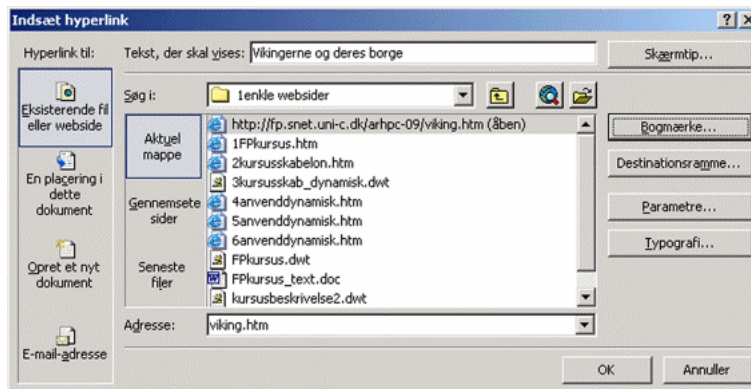 Indsæt hyperlink
Hyperlink til:
Tekst, der skal vises: Vikingerne og deres borge
Skærmtip...
Eksisterende fil
eller webside
En placering i
dette
dokument
Opret et nyt
dokument
E-mail-adresse
Søg i: 1enkle websider
Aktuel
mappe
Gennemsete
sider
Seneste
filer
http://fp.snet.uni-c.dk/arhpc-09/viking.htm (åben)
1FPkursus.htm
2kursusskabelon.htm
3kursusskab_dynamisk.dwt
4anvenddynamisk.htm
5anvenddynamisk.htm
6anvenddynamisk.htm
FPkursus.dwt
FPkursus_text.doc
kursusbeskrivelse2.dwt
Adresse: viking.htm
Bogmærke...
Destinationsramme...
Parametre...
Typografi...
OK
Annuller